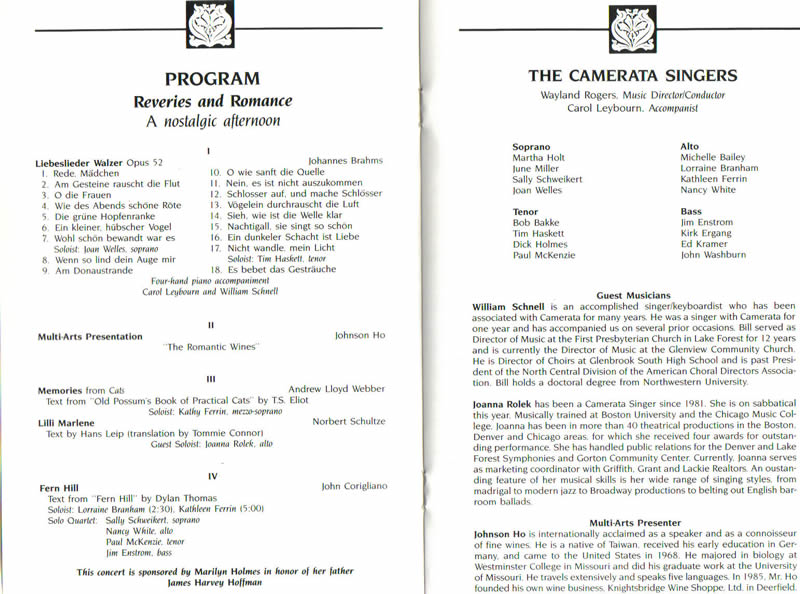 PROGRAM
Reveries and Romance
A nostalgic afternoon
I
Liebeslieder Walzer Opus 52 Johannes Brahms
1. Rede, Mädchen
2. Am Gesteine rauscht die Flut
3. O die Frauen
4. Wie des Abends schöne Röte
5. Die grüne Hopfenranke
6. Ein kleiner, hübscher Vogel
7. Wohl schön bewandt war es
Soloist: Joan Welles, soprano
8. Wenn so lind dein Auge mir
9. Am Donaustrande
10. O wie sanft die Quelle
11. Nein, es ist nicht auszukommen
12. Schlosser auf, und mache Schlösser
13. Vögelein durchrauscht die Luft
14. Sieh, wie ist die Welle klar
15. Nachtigall, sie singt so schön
16. Ein dunkeler Schacht ist Liebe
17. Nicht wandle, mein Licht
Soloist: Tim Haskett, tenor
18. Es bebet das Gesträuche
Four-hand piano accompaniment
Carol Leybourn and William Schnell
II
Multi-Arts Presentation Johnson Ho
"The Romantic Wines"
III
Memories from Cats Andrew Lloyd Webber
Text from "Old Possum's Book of Practical Cats" by T.S. Eliot
Soloist: Kathy Ferrin, mezzo-soprano
Lilli Marlene Norbert Schultze
Text by Hans Leip (translation by Tommie Connor)
Guest Soloist: Joanna Rolek, alto
IV
Fern Hill John Corigliano
Text from "Fern Hill" by Dylan Thomas
Soloist: Lorraine Branham (2:30), Kathleen Ferrin (5:00)
Solo Quartet: Sally Schweikert, soprano
Nancy White, alto
Paul McKenzie, tenor
Jim Enstrom, bass
This concert is sponsored by Marilyn Holmes in honor of her father
James Harvey Hoffman
THE CAMERATA SINGERS
Wayland Rogers, Music Director/Conductor
Carol Leybourn, Accompanist
Soprano
Martha Holt
June Miller
Sally Schweikert
Joan Welles
Alto
Michelle Bailey
Lorraine Branham
Kathleen Ferrin
Nancy White
Tenor
Bob Bakke
Tim Haskett
Dick Holmes
Paul McKenzie
Bass
Jim Enstrom
Kirk Ergang
Ed Kramer
John Washburn
Guest Musicians
William Schnell is an accomplished singer/keyboardist who has been
associated with Camerata for many years. He was a singer with Camerata for
one year and has accompanied us on several prior occasions. Bill served as
Director of Music at the First Presbyterian Church in Lake Forest for 12 years
and is currently the Director of Music at the Glenview Community Church.
He is Director of Choirs at Glenbrook South High School and is past Presi-
dent of the North Central Division of the American Choral Directors Associa-
tion. Bill holds a doctoral degree from Northwestern University.
Joanna Rolek has been a Camerata Singer since 1981. She is on sabbatical
this year. Musically trained at Boston University and the Chicago Music Col-
lege, Joanna has been in more than 40 theatrical productions in the Boston,
Denver and Chicago areas, for which she received four awards for outstan-
ding performance. She has handled public relations for the Denver and Lake
Forest Symphonies and Gorton Community Center. Currently, Joanna serves
as marketing coordinator with Griffith, Grant and Lackie Realtors. An oustan-
ding feature of her musical skills is her wide range of singing styles, from
madrigal to modern jazz to Broadway productions to belting out English bar-
room ballads.
Multi-Arts Presenter
Johnson Ho is internationally acclaimed as a speaker and as a connoisseur
of fine wines. He is a native of Taiwan, received his early education in Ger-
many, and came to the United States in 1968. He majored in biology at
Westminster College in Missouri and did his graduate work at the University
of Missouri. He travels extensively and speaks five languages. In 1985, Mr. Ho
founded his own wine business, Knightsbridge Wine Shoppe, Ltd. in Deerfield.